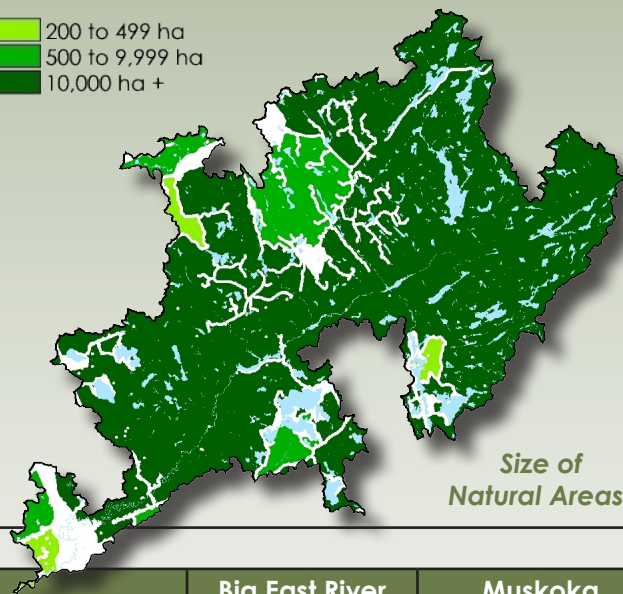 200 to 499 ha
500 to 9,999 ha
10,000 ha +
Size of
Natural Areas
Big East River
Muskoka